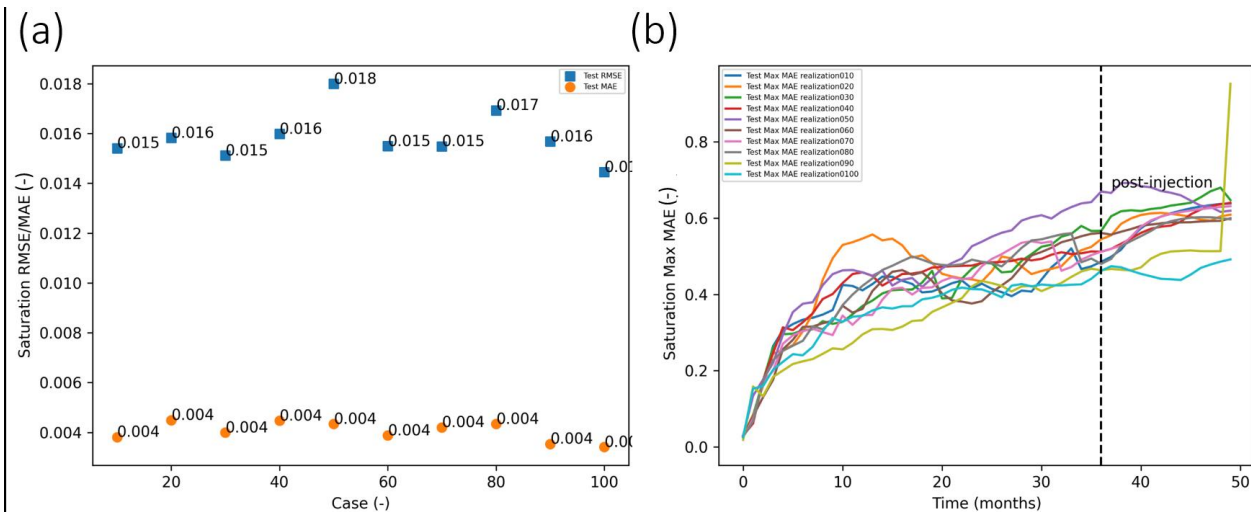 (a)
Saturation RMSE/MAE (-)
0.018
0.016
0.014
0.012
0.010
0.008
0.006
0.004
Test RMSE
Test MAE
0.015
0.016
0.015
0.016
0.018
0.015
0.015
0.017
0.016
0.004
0.004
0.004
0.004
0.004
0.004
0.004
0.004
0.004
20
40
60
80
100
Case (-)
(b)
Saturation Max MAE (-)
0.8
0.6
0.4
0.2
0.0
Test Max MAE realization010
Test Max MAE realization020
Test Max MAE realization030
Test Max MAE realization040
Test Max MAE realization050
Test Max MAE realization060
Test Max MAE realization070
Test Max MAE realization080
Test Max MAE realization090
Test Max MAE realization0100
post-injection
0
10
20
30
40
50
Time (months)